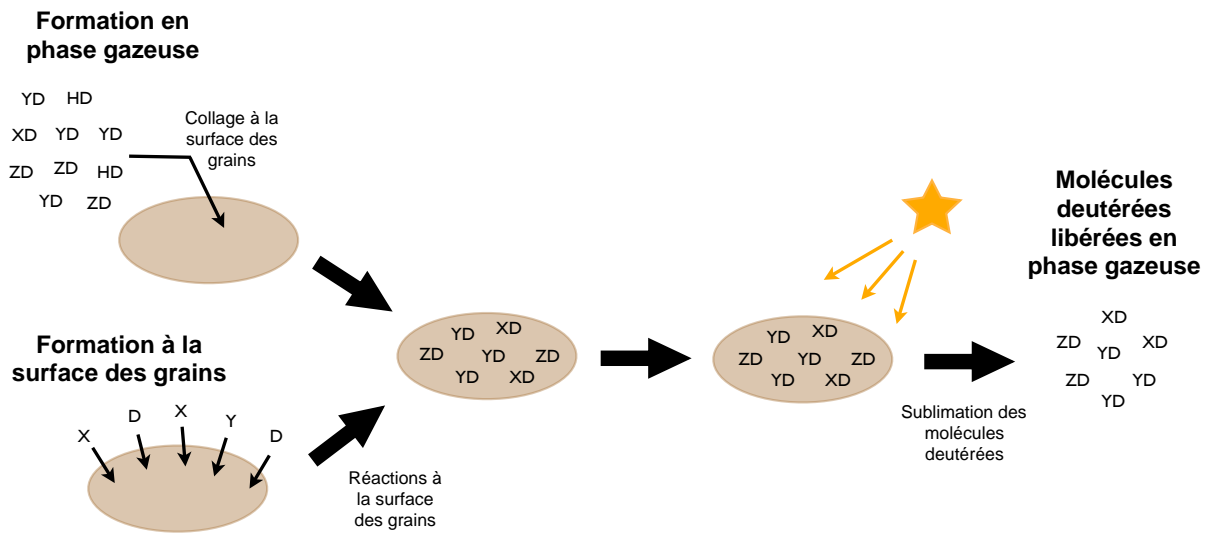 Formation en
phase gazeuse
YD HD
XD YD YD
ZD ZD HD
YD ZD
Collage à la
surface des
grains
Formation à la
surface des grains
X D X Y D
Réactions à
la surface
des grains
YD XD
ZD YD ZD
YD XD
YD XD
ZD YD ZD
YD XD
Sublimation des
molécules
deutérées
Molécules
deutérées
libérées en
phase gazeuse
XD
ZD YD XD
ZD YD
YD